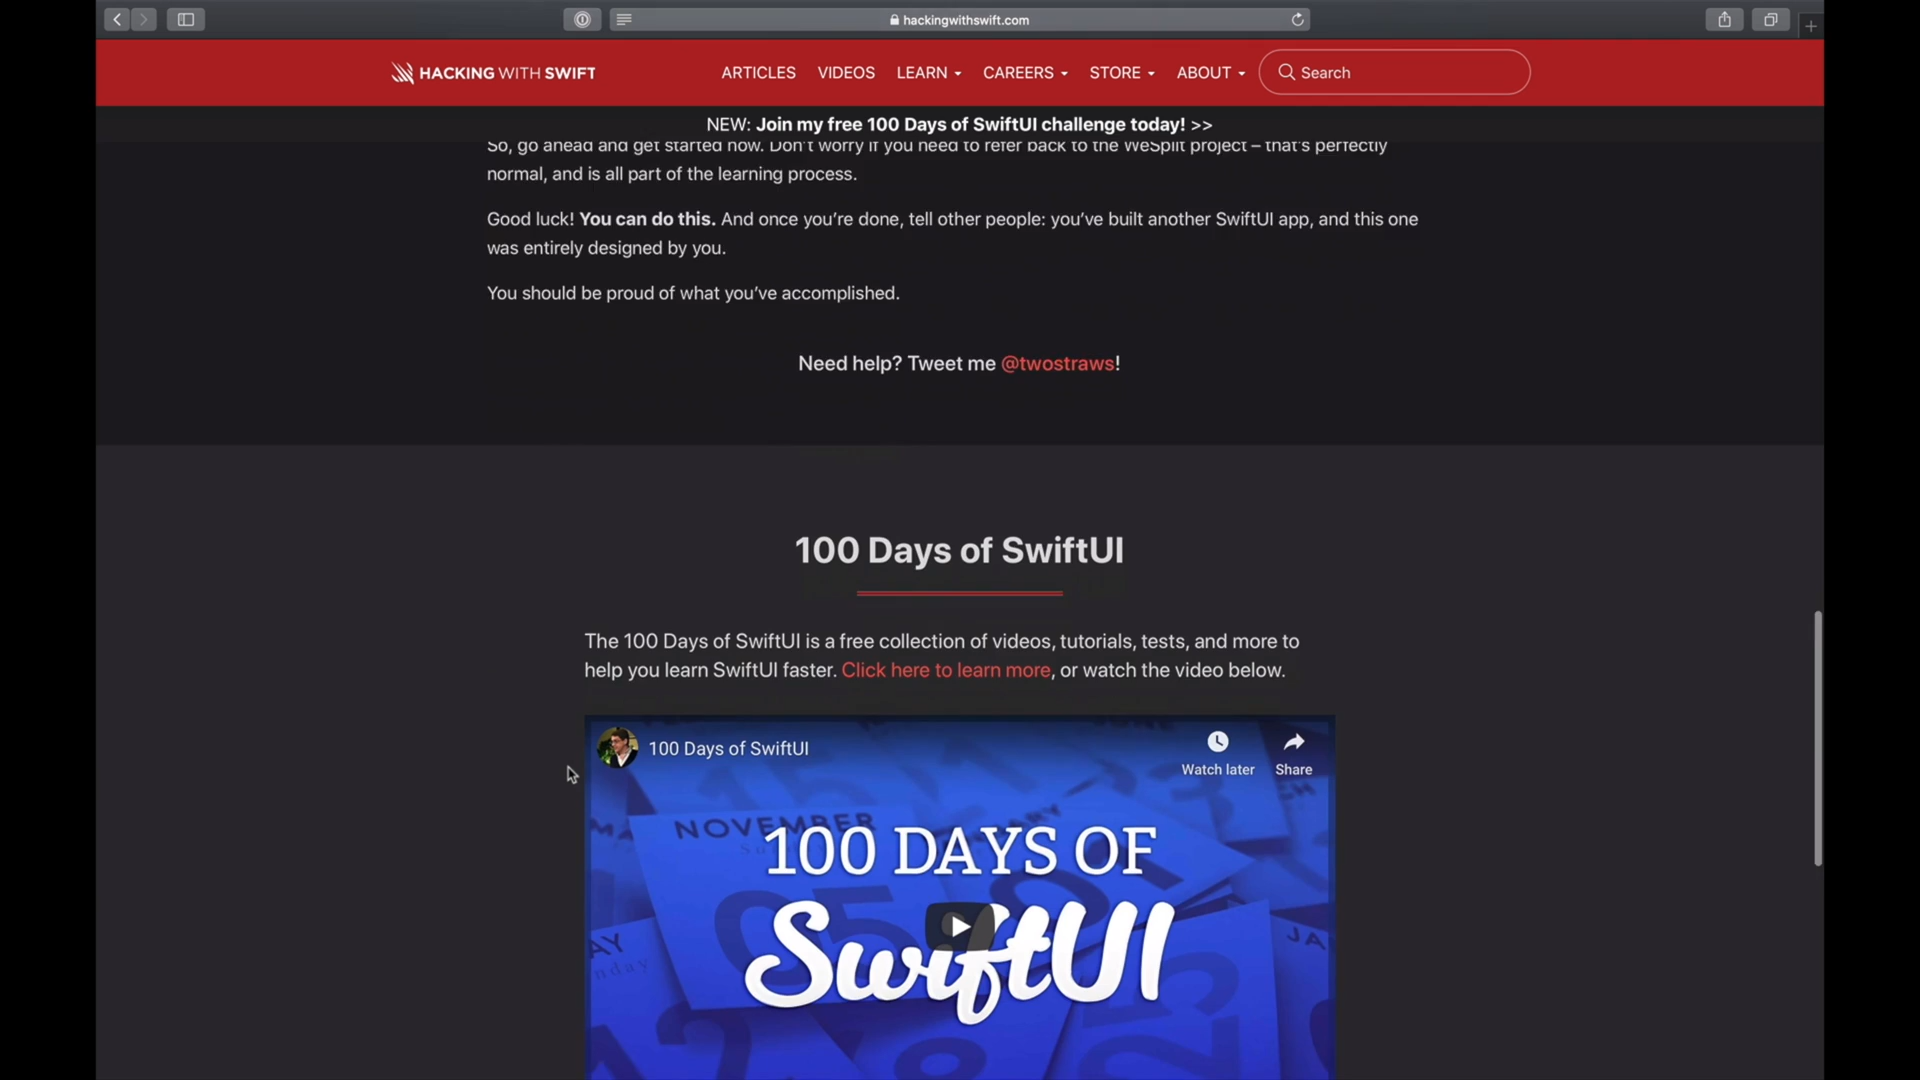 hackingwithswift.com
HACKING WITH SWIFT
ARTICLES VIDEOS LEARN CAREERS STORE ABOUT Search
NEW: Join my free 100 Days of SwiftUI challenge today! >>
So, go ahead and get started now. Don't worry if you need to refer back to the WeSplit project – that's perfectly
normal, and is all part of the learning process.
Good luck! You can do this. And once you're done, tell other people: you've built another SwiftUI app, and this one
was entirely designed by you.
You should be proud of what you've accomplished.
Need help? Tweet me @twostraws!
100 Days of SwiftUI
The 100 Days of SwiftUI is a free collection of videos, tutorials, tests, and more to
help you learn SwiftUI faster. Click here to learn more, or watch the video below.
100 Days of SwiftUI
Watch later Share
NOVEMBER
100 DAYS OF
SwiftUI